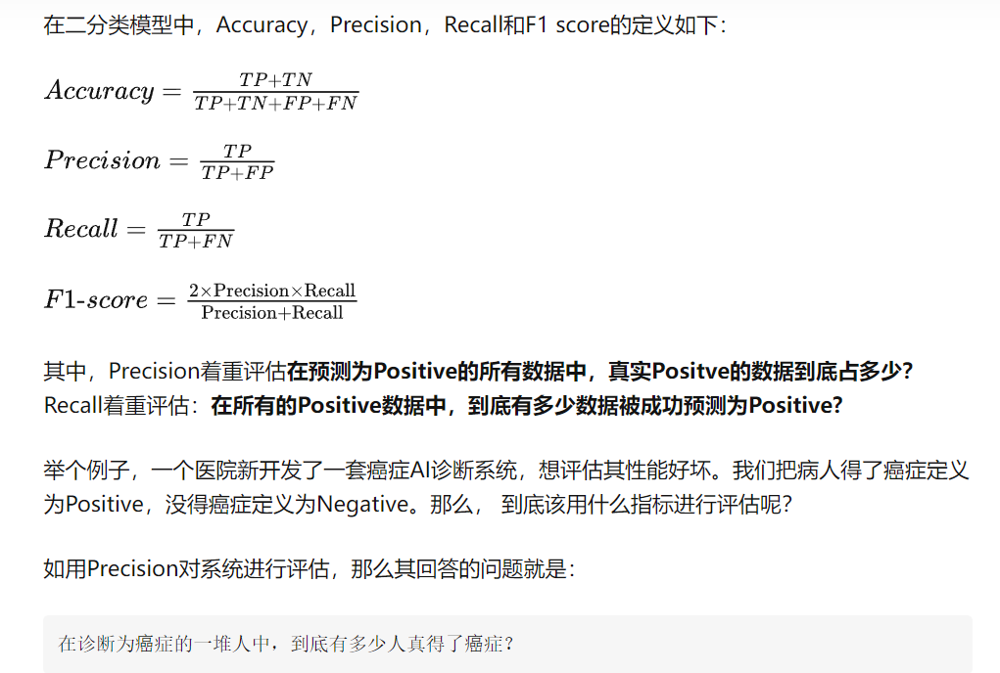 在二分类模型中，Accuracy，Precision，Recall和F1 score的定义如下：
Accuracy = \frac{TP+TN}{TP+TN+FP+FN}
Precision = \frac{TP}{TP+FP}
Recall = \frac{TP}{TP+FN}
F1-score = \frac{2×Precision×Recall}{Precision+Recall}
其中，Precision着重评估在预测为Positive的所有数据中，真实Positve的数据到底占多少？
Recall着重评估：在所有的Positive数据中，到底有多少数据被成功预测为Positive?
举个例子，一个医院新开发了一套癌症AI诊断系统，想评估其性能好坏。我们把病人得了癌症定义
为Positive，没得癌症定义为Negative。那么， 到底该用什么指标进行评估呢？
如用Precision对系统进行评估，那么其回答的问题就是：
在诊断为癌症的一堆人中，到底有多少人真得了癌症？